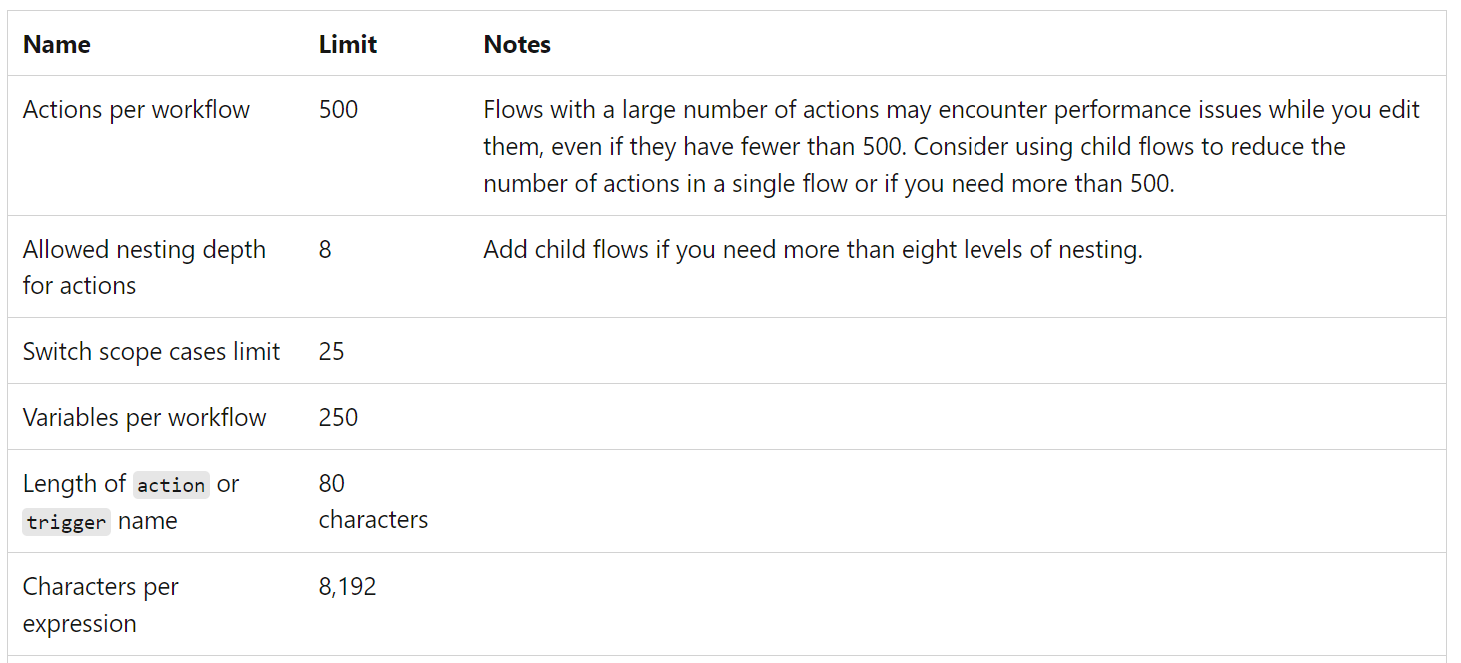 Name Limit Notes
Actions per workflow 500 Flows with a large number of actions may encounter performance issues while you edit
them, even if they have fewer than 500. Consider using child flows to reduce the
number of actions in a single flow or if you need more than 500.
Allowed nesting depth 8 Add child flows if you need more than eight levels of nesting.
for actions
Switch scope cases limit 25
Variables per workflow 250
Length of action or 80
trigger name characters
Characters per 8,192
expression